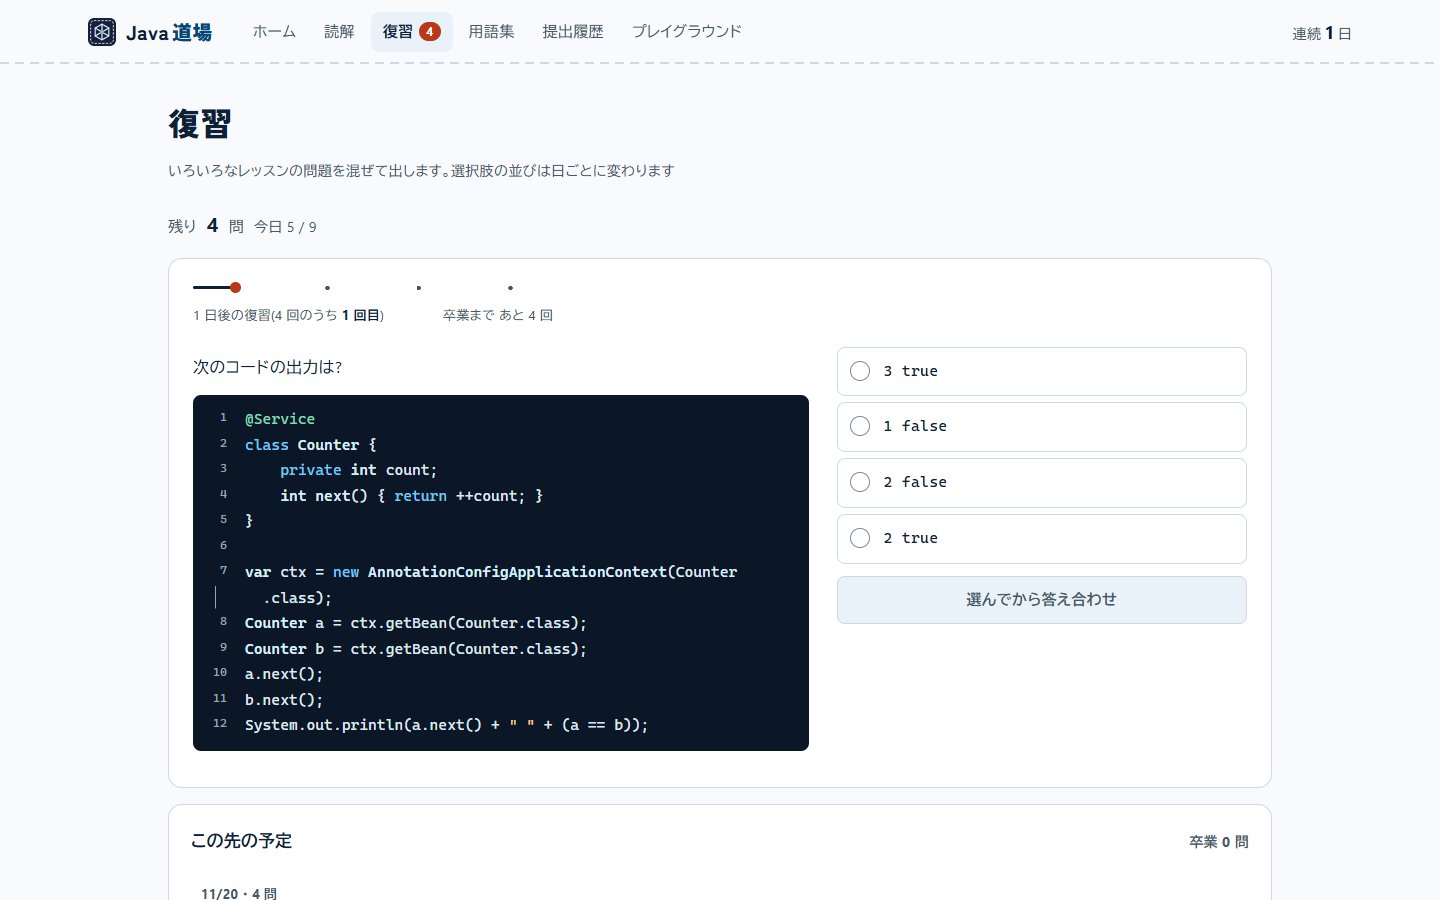 Java 道場
ホーム
読解
復習 4
用語集
提出履歴
プレイグラウンド
連続 1 日
復習
いろいろなレッスンの問題を混ぜて出します。選択肢の並びは日ごとに変わります
残り 4 問 今日 5 / 9
1 日後の復習(4 回のうち 1 回目)
卒業まで あと 4 回
次のコードの出力は?
1 @Service
2 class Counter {
3     private int count;
4     int next() { return ++count; }
5 }
6
7 var ctx = new AnnotationConfigApplicationContext(Counter
  .class);
8 Counter a = ctx.getBean(Counter.class);
9 Counter b = ctx.getBean(Counter.class);
10 a.next();
11 b.next();
12 System.out.println(a.next() + " " + (a == b));
3 true
1 false
2 false
2 true
選んでから答え合わせ
この先の予定
卒業 0 問
11/20・4 問